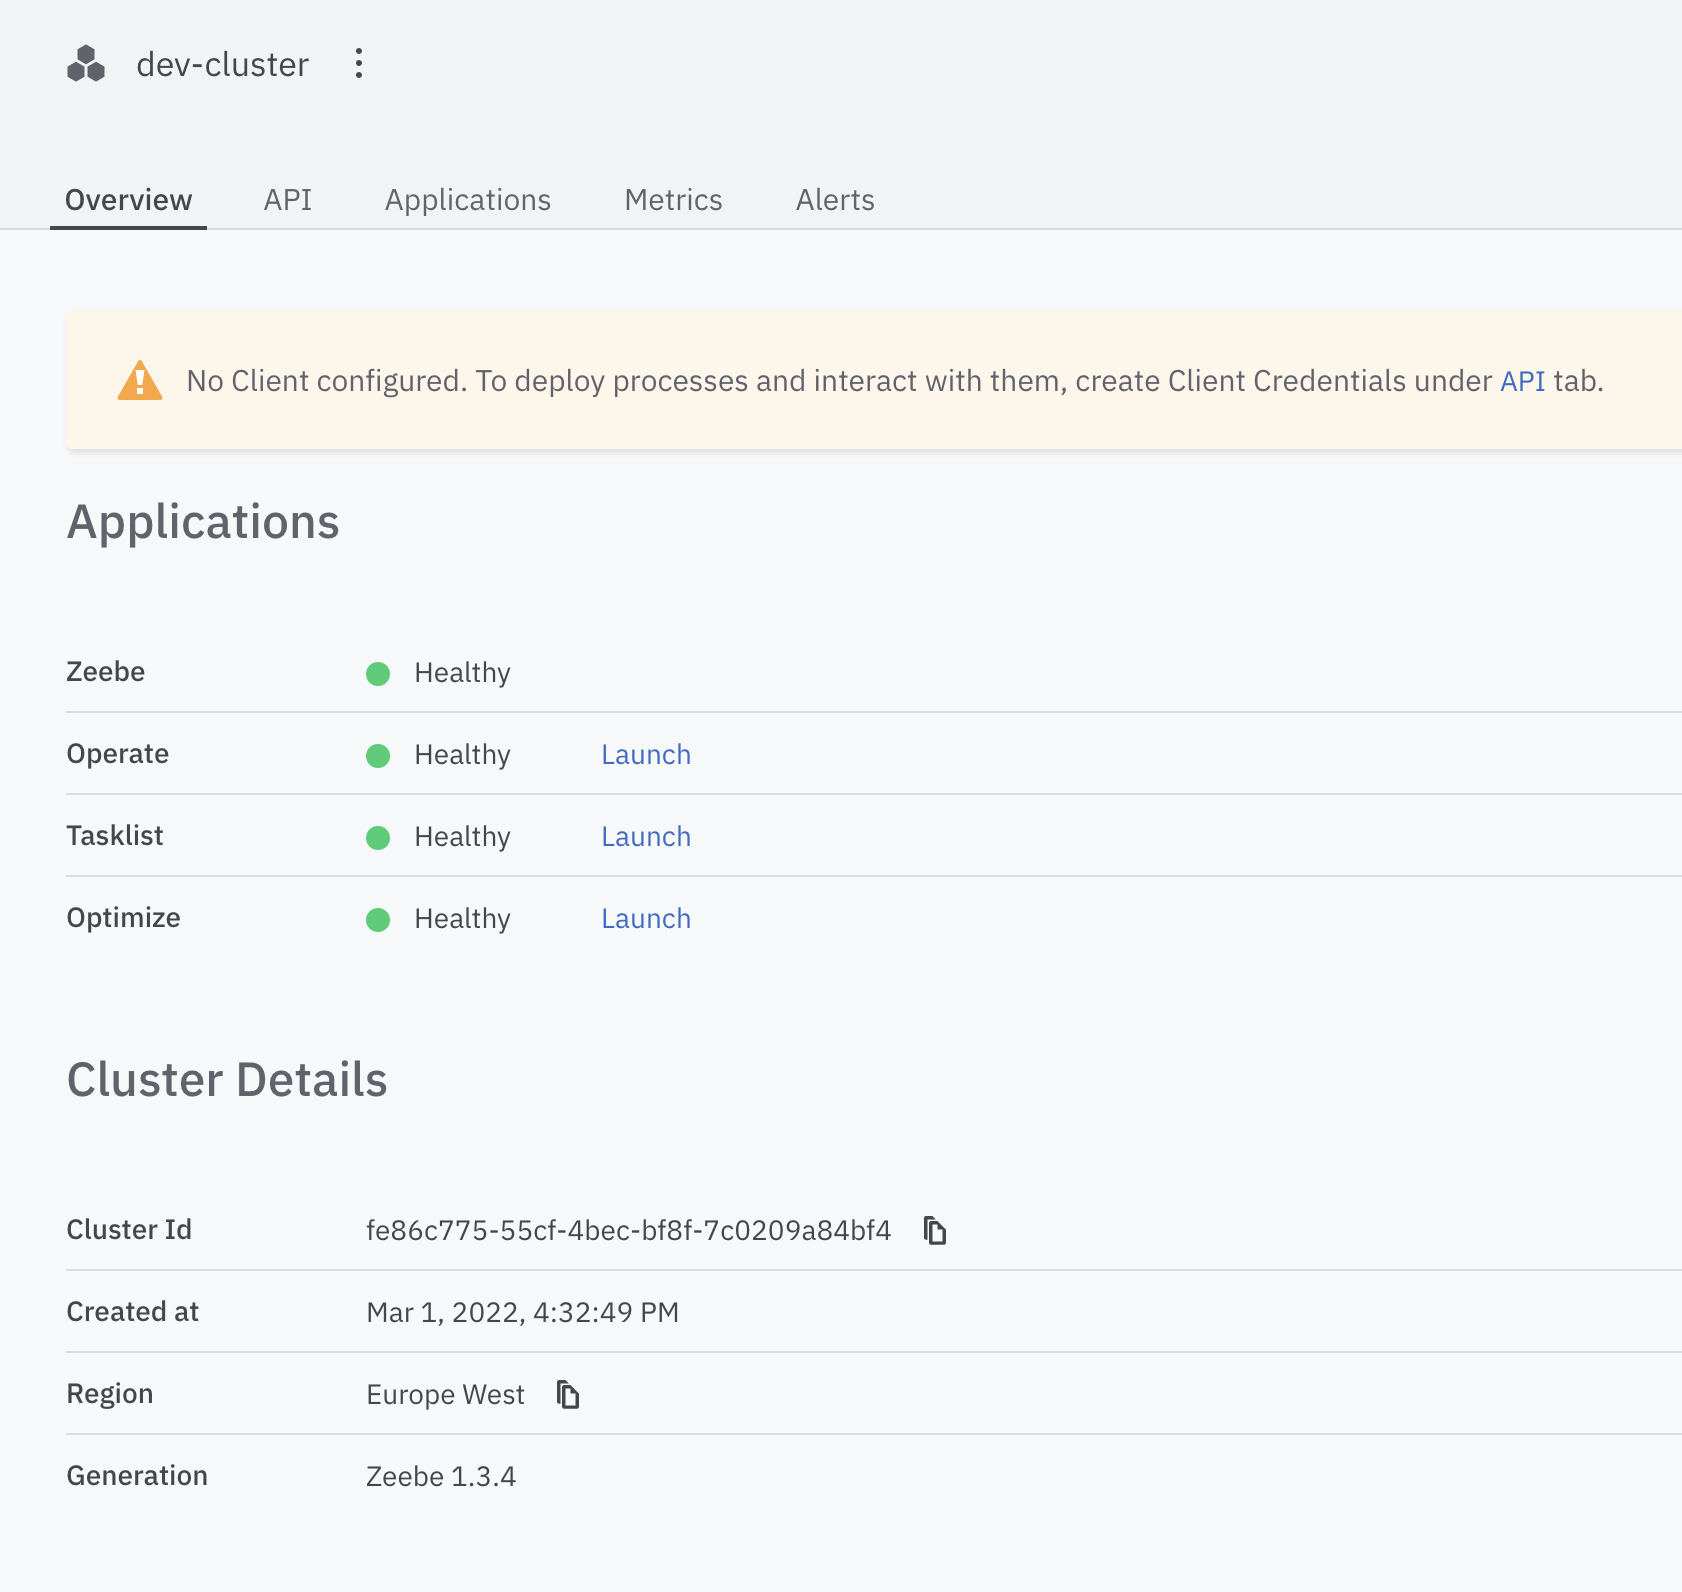 dev-cluster
Overview API Applications Metrics Alerts
No Client configured. To deploy processes and interact with them, create Client Credentials under API tab.
Applications
Zeebe Healthy
Operate Healthy Launch
Tasklist Healthy Launch
Optimize Healthy Launch
Cluster Details
Cluster Id fe86c775-55cf-4bec-bf8f-7c0209a84bf4
Created at Mar 1, 2022, 4:32:49 PM
Region Europe West
Generation Zeebe 1.3.4